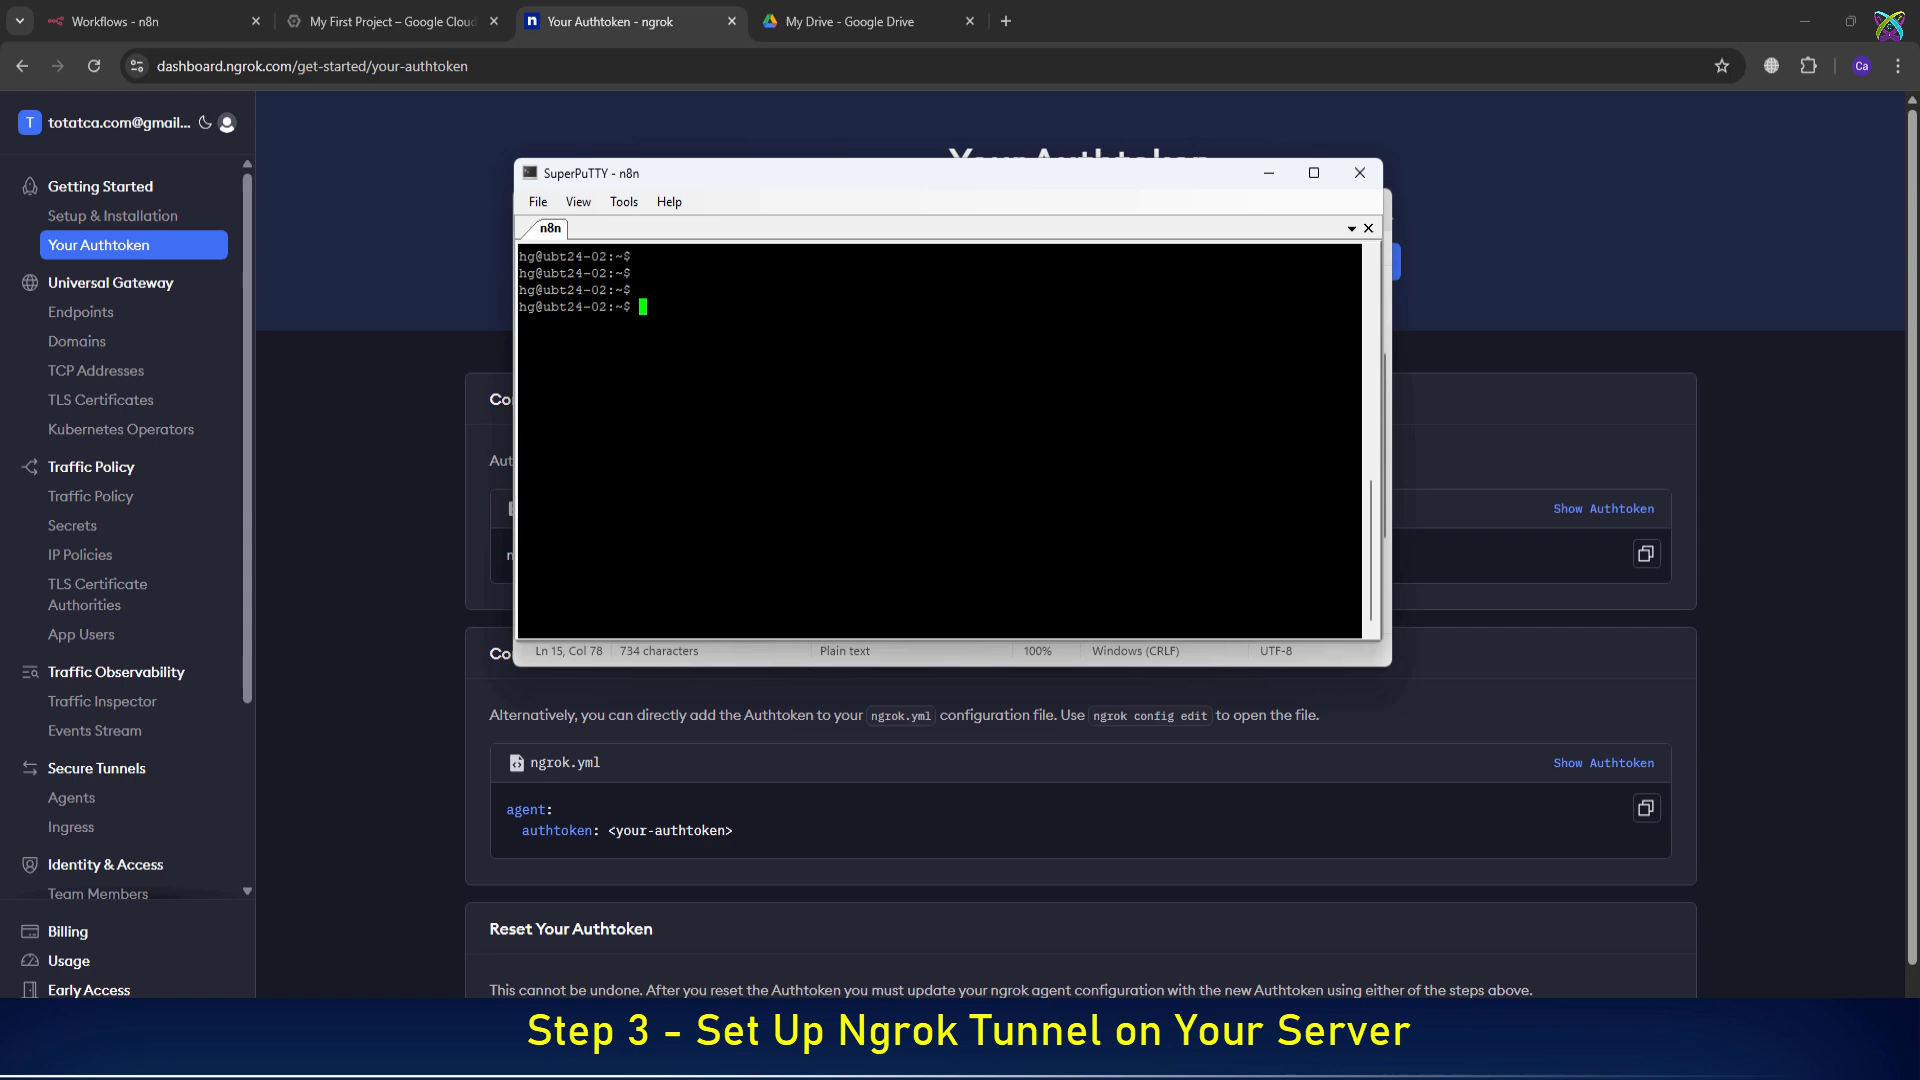 Workflows - n8n
My First Project – Google Cloud
Your Authtoken - ngrok
My Drive - Google Drive
dashboard.ngrok.com/get-started/your-authtoken
Ca
T
totatca.com@gmail...
Getting Started
Setup & Installation
Your Authtoken
Universal Gateway
Endpoints
Domains
TCP Addresses
TLS Certificates
Kubernetes Operators
Traffic Policy
Traffic Policy
Secrets
IP Policies
TLS Certificate
Authorities
App Users
Traffic Observability
Traffic Inspector
Events Stream
Secure Tunnels
Agents
Ingress
Identity & Access
Team Members
Billing
Usage
Early Access
Your Authtoken
SuperPuTTY - n8n
File View Tools Help
n8n
hg@ubt24-02:~$
hg@ubt24-02:~$
hg@ubt24-02:~$
hg@ubt24-02:~$
Show Authtoken
Ln 15, Col 78 734 characters Plain text 100% Windows (CRLF) UTF-8
Alternatively, you can directly add the Authtoken to your ngrok.yml configuration file. Use ngrok config edit to open the file.
ngrok.yml
Show Authtoken
agent:
authtoken: <your-authtoken>
Reset Your Authtoken
This cannot be undone. After you reset the Authtoken you must update your ngrok agent configuration with the new Authtoken using either of the steps above.
Step 3 - Set Up Ngrok Tunnel on Your Server